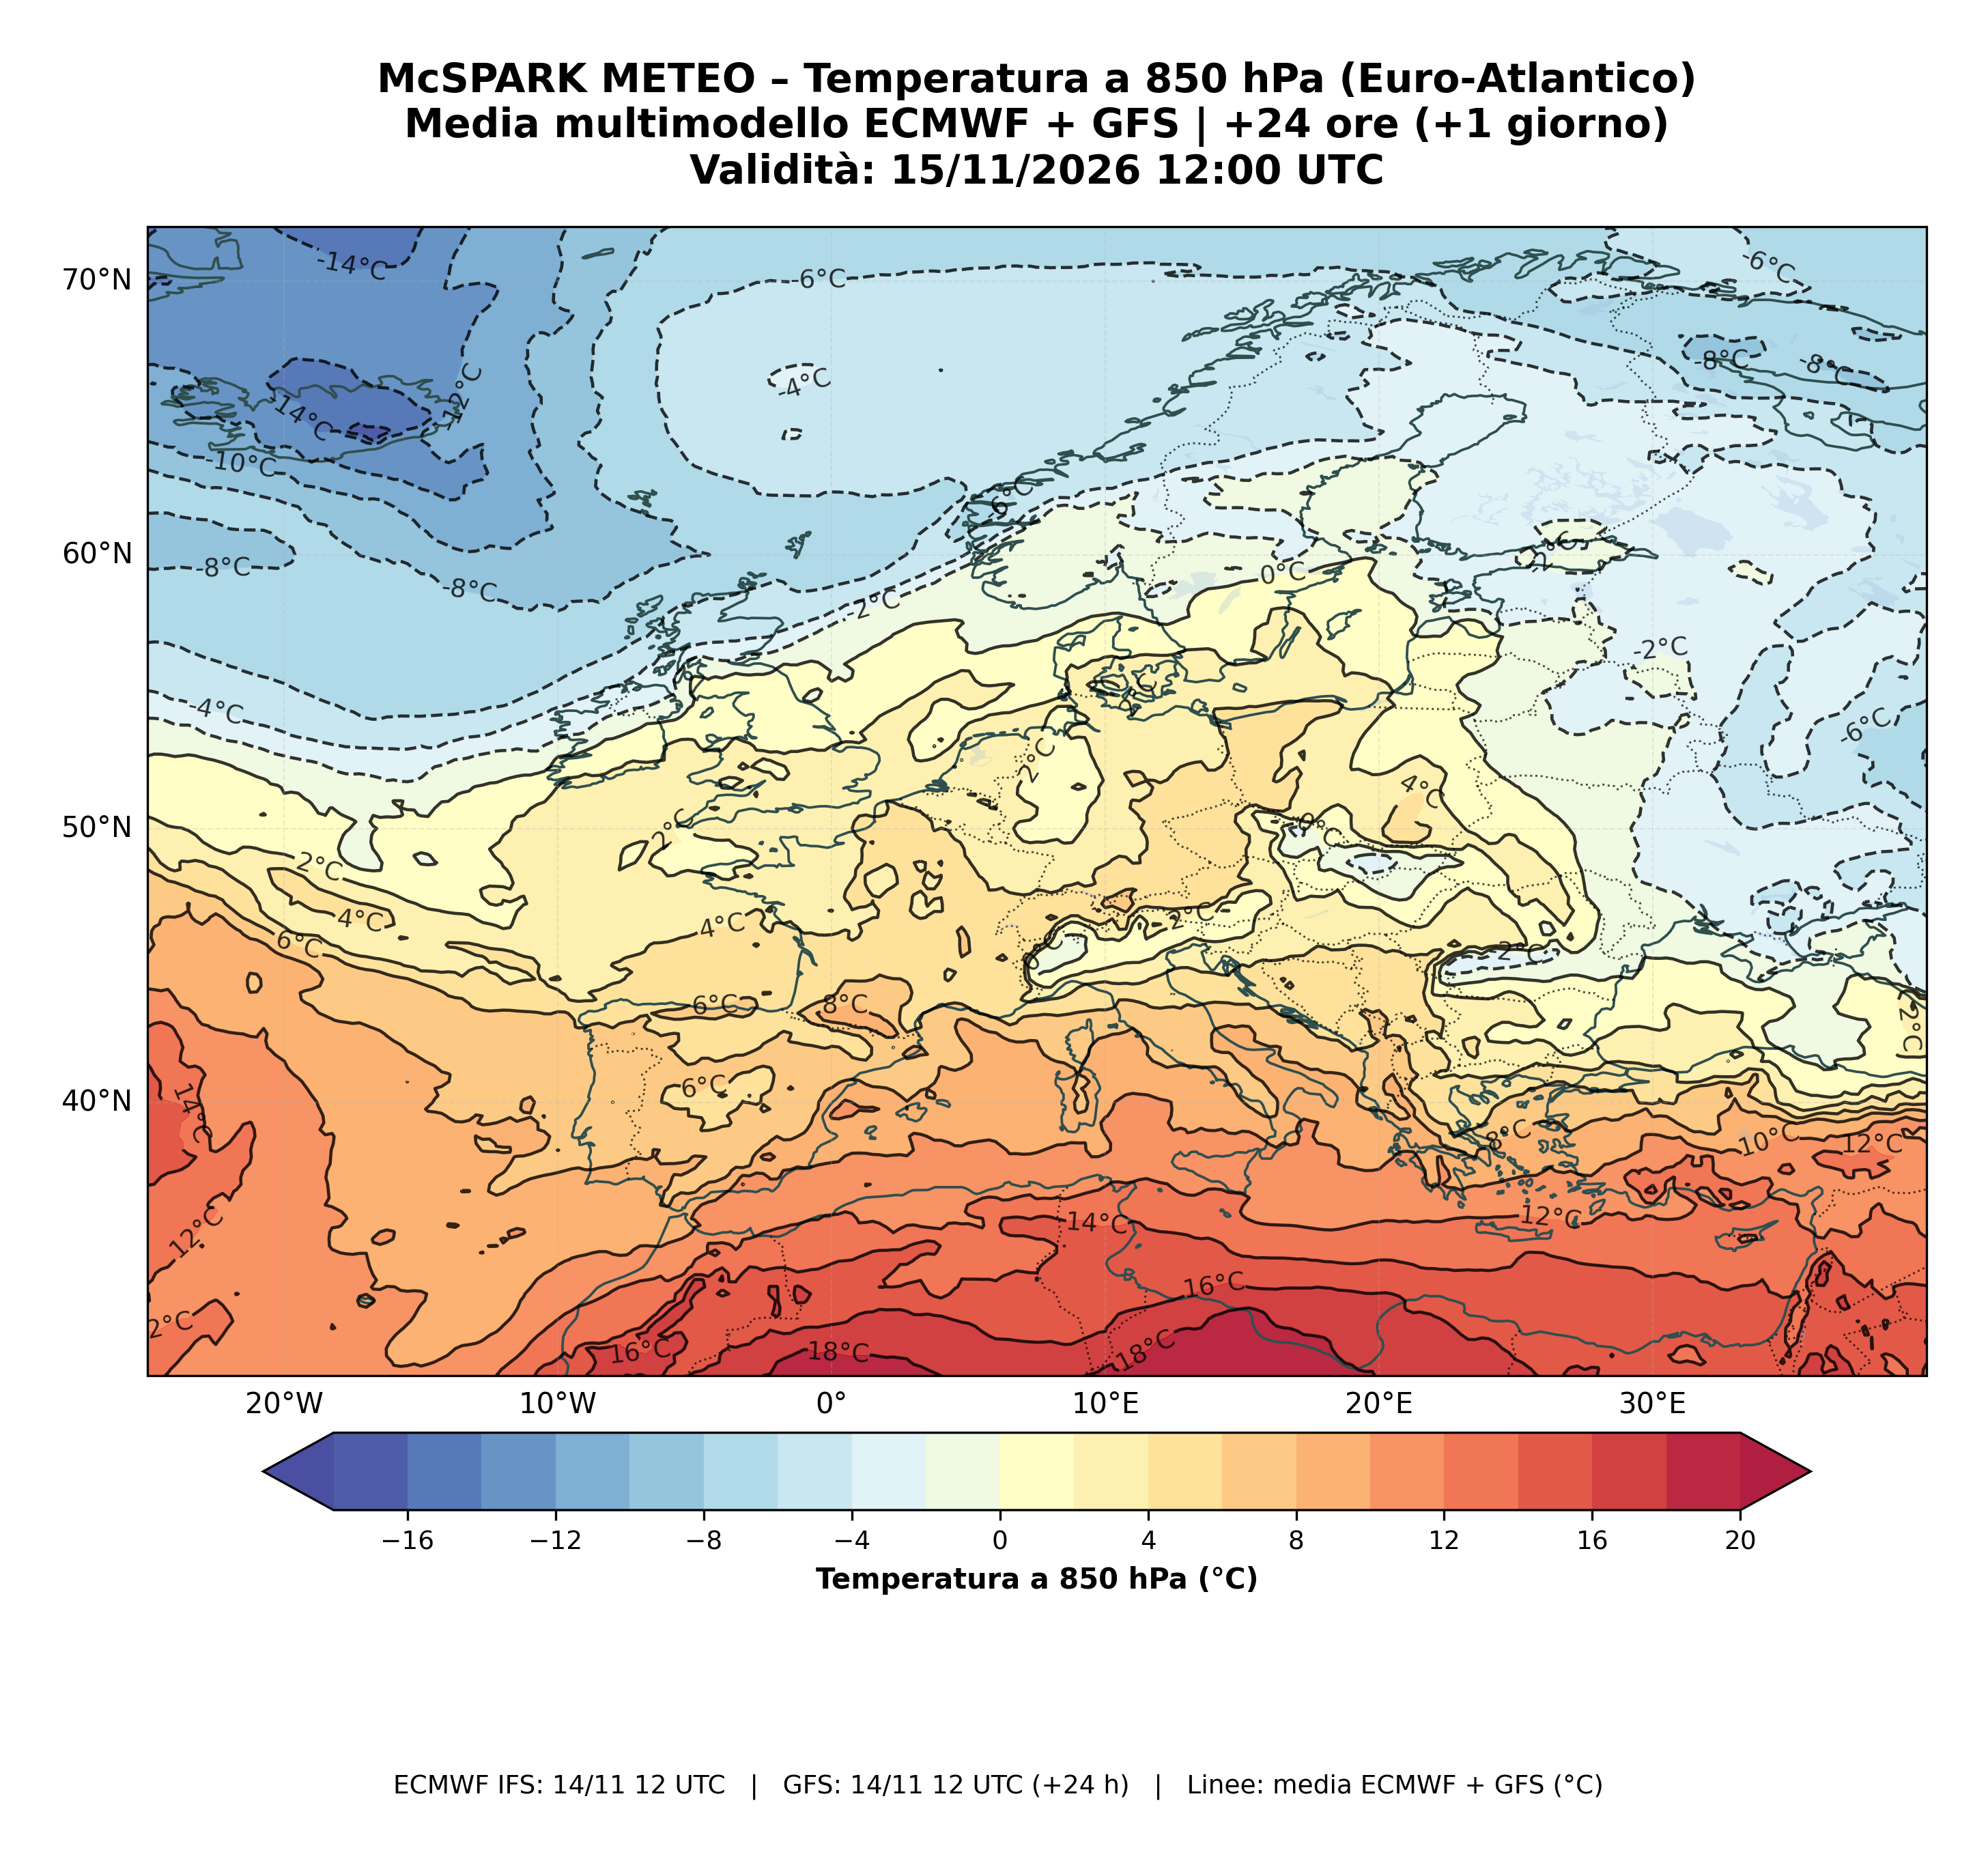 McSPARK METEO – Temperatura a 850 hPa (Euro-Atlantico)
Media multimodello ECMWF + GFS | +24 ore (+1 giorno)
Validità: 15/11/2026 12:00 UTC
70°N
60°N
50°N
40°N
-14°C
-6°C
-6°C
-4°C
-12°C
-14°C
-8°C
-8°C
-10°C
-6°C
-8°C
-8°C
-2°C
0°C
-2°C
-2°C
-4°C
-6°C
2°C
2°C
4°C
2°C
0°C
2°C
4°C
4°C
2°C
6°C
0°C
-2°C
6°C
8°C
2°C
6°C
14°C
8°C
10°C
12°C
12°C
14°C
12°C
16°C
2°C
16°C
18°C
18°C
20°W
10°W
0°
10°E
20°E
30°E
−16
−12
−8
−4
0
4
8
12
16
20
Temperatura a 850 hPa (°C)
ECMWF IFS: 14/11 12 UTC | GFS: 14/11 12 UTC (+24 h) | Linee: media ECMWF + GFS (°C)